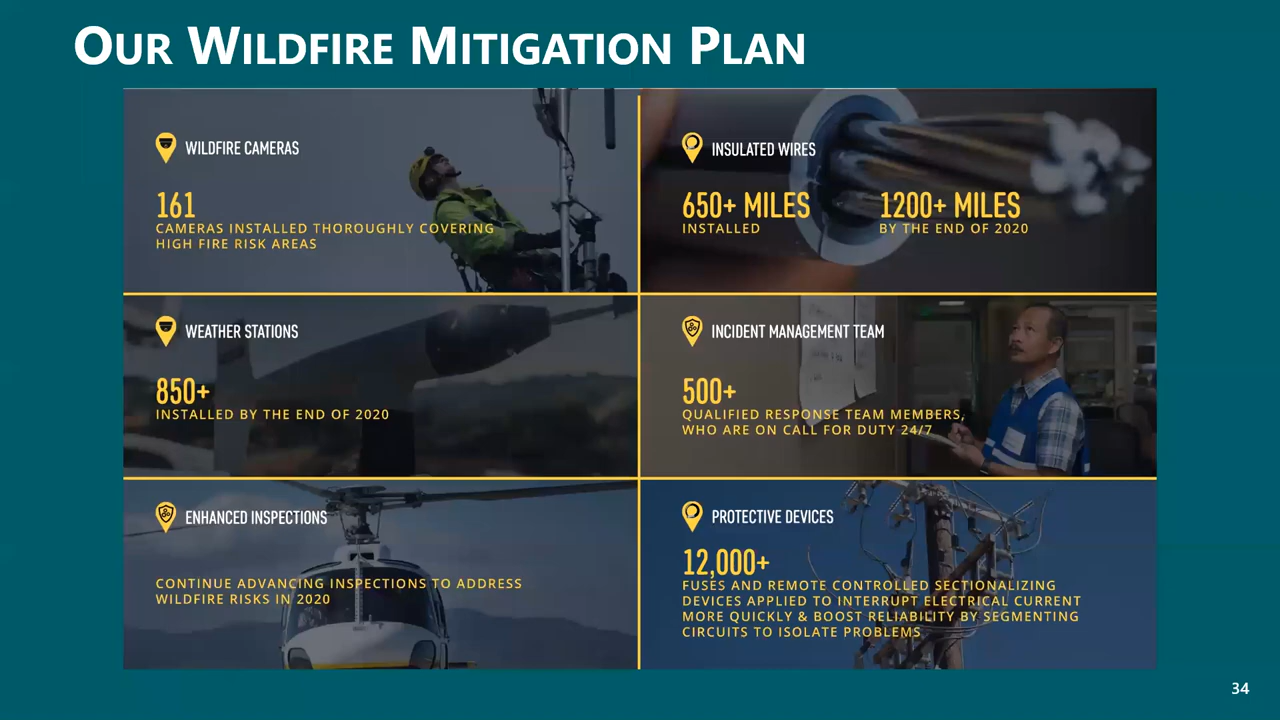 OUR WILDFIRE MITIGATION PLAN
WILDFIRE CAMERAS
161
CAMERAS INSTALLED THOROUGHLY COVERING
HIGH FIRE RISK AREAS
INSULATED WIRES
650+ MILES
INSTALLED
1200+ MILES
BY THE END OF 2020
WEATHER STATIONS
850+
INSTALLED BY THE END OF 2020
INCIDENT MANAGEMENT TEAM
500+
QUALIFIED RESPONSE TEAM MEMBERS,
WHO ARE ON CALL FOR DUTY 24/7
ENHANCED INSPECTIONS
CONTINUE ADVANCING INSPECTIONS TO ADDRESS
WILDFIRE RISKS IN 2020
PROTECTIVE DEVICES
12,000+
FUSES AND REMOTE CONTROLLED SECTIONALIZING
DEVICES APPLIED TO INTERRUPT ELECTRICAL CURRENT
MORE QUICKLY & BOOST RELIABILITY BY SEGMENTING
CIRCUITS TO ISOLATE PROBLEMS
34